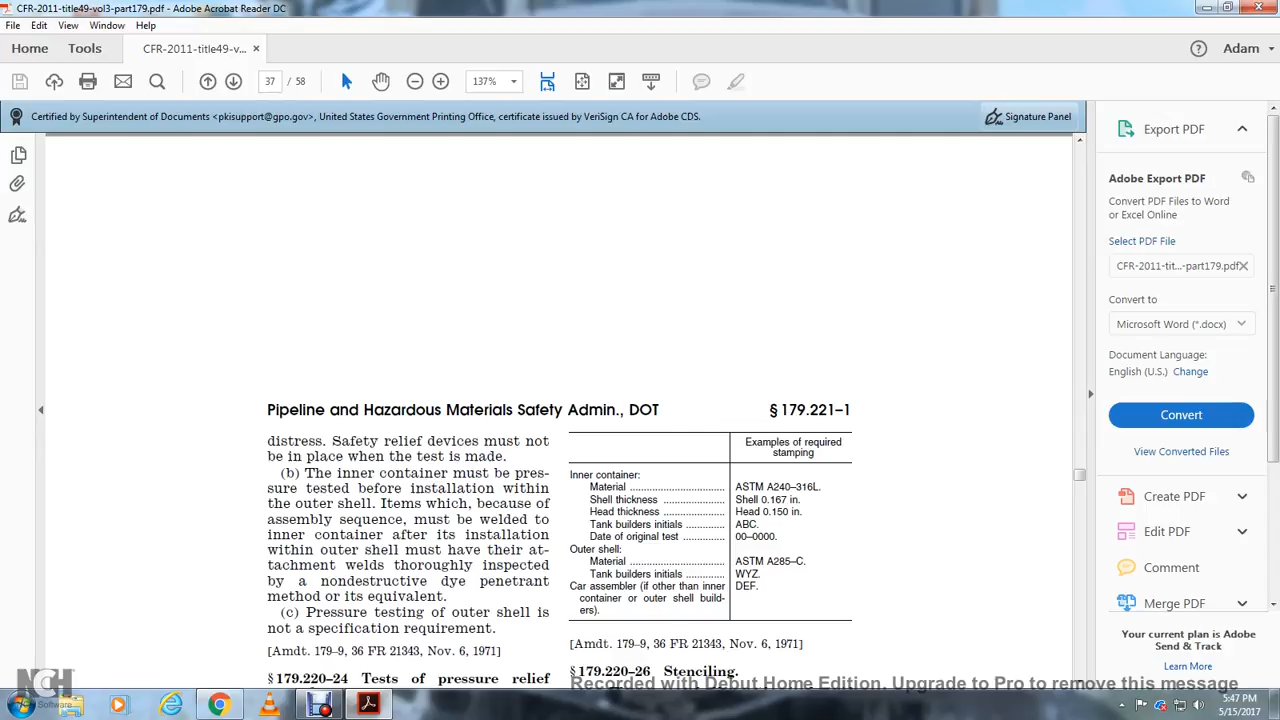 CFR-2011-title49-vol3-part179.pdf - Adobe Acrobat Reader DC
File Edit View Window Help
Home Tools CFR-2011-title49-v... × Adam
37 / 58 137%
Certified by Superintendent of Documents <pkisupport@gpo.gov>, United States Government Printing Office, certificate issued by VeriSign CA for Adobe CDS. Signature Panel
Pipeline and Hazardous Materials Safety Admin., DOT § 179.221–1
distress. Safety relief devices must not
be in place when the test is made.
(b) The inner container must be pres-
sure tested before installation within
the outer shell. Items which, because of
assembly sequence, must be welded to
inner container after its installation
within outer shell must have their at-
tachment welds thoroughly inspected
by a nondestructive dye penetrant
method or its equivalent.
(c) Pressure testing of outer shell is
not a specification requirement.
[Amdt. 179–9, 36 FR 21343, Nov. 6, 1971]
§ 179.220–24 Tests of pressure relief
Examples of required
stamping
Inner container:
Material ................................... ASTM A240–316L.
Shell thickness ....................... Shell 0.167 in.
Head thickness ...................... Head 0.150 in.
Tank builders initials ............. ABC.
Date of original test ............... 00–0000.
Outer shell:
Material ................................... ASTM A285–C.
Tank builders initials ............. WYZ.
Car assembler (if other than inner DEF.
container or outer shell build-
ers).
[Amdt. 179–9, 36 FR 21343, Nov. 6, 1971]
§ 179.220–26 Stenciling.
Export PDF
Adobe Export PDF
Convert PDF Files to Word
or Excel Online
Select PDF File
CFR-2011-tit...-part179.pdf ×
Convert to
Microsoft Word (*.docx)
Document Language:
English (U.S.) Change
Convert
View Converted Files
Create PDF
Edit PDF
Comment
Merge PDF
Your current plan is Adobe
Send & Track
Learn More
NCH
Software
Recorded with Debut Home Edition. Upgrade to Pro to remove this message
5:47 PM
5/15/2017